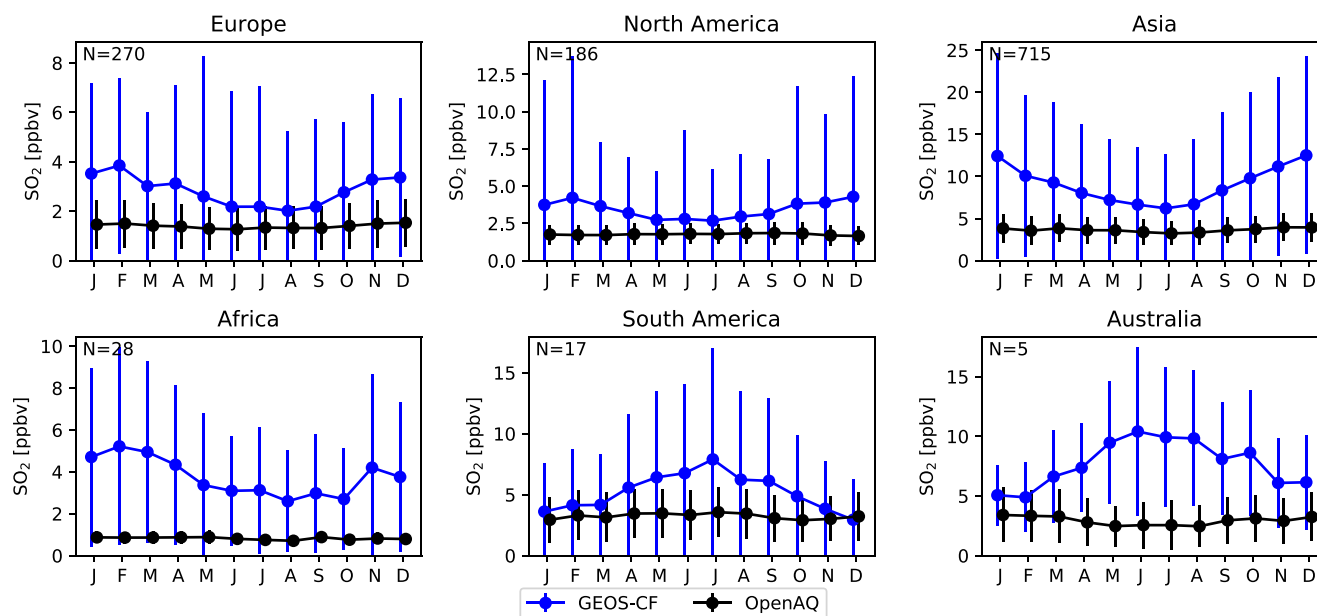 Europe
N=270
SO2 [ppbv]
8
6
4
2
0
J F M A M J J A S O N D
North America
N=186
SO2 [ppbv]
12.5
10.0
7.5
5.0
2.5
0.0
J F M A M J J A S O N D
Asia
N=715
SO2 [ppbv]
25
20
15
10
5
0
J F M A M J J A S O N D
Africa
N=28
SO2 [ppbv]
10
8
6
4
2
0
J F M A M J J A S O N D
South America
N=17
SO2 [ppbv]
15
10
5
0
J F M A M J J A S O N D
Australia
N=5
SO2 [ppbv]
15
10
5
0
J F M A M J J A S O N D
GEOS-CF OpenAQ